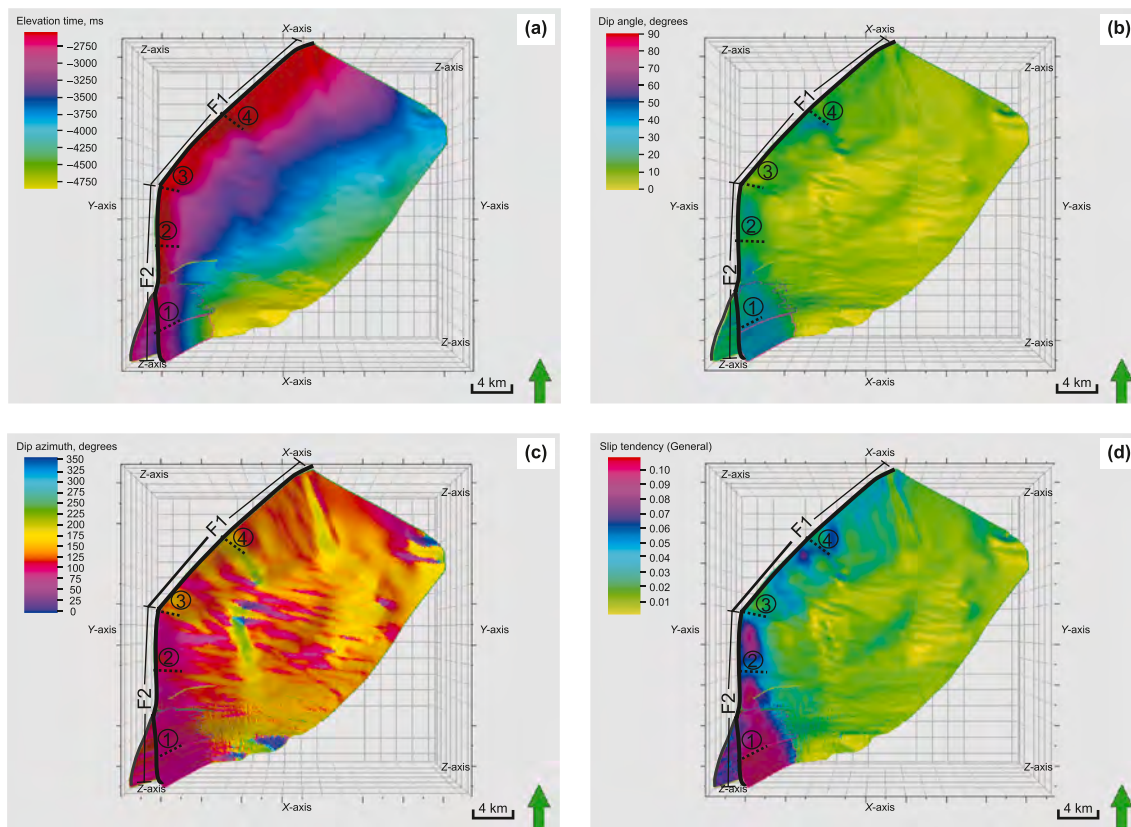 Elevation time, ms
(a)
−2750
−3000
−3250
−3500
−3750
−4000
−4250
−4500
−4750
X-axis
Z-axis
Z-axis
F1
④
③
Y-axis
Y-axis
②
F2
①
Z-axis
Z-axis
X-axis
4 km
Dip angle, degrees
(b)
90
80
70
60
50
40
30
20
10
0
X-axis
Z-axis
Z-axis
F1
④
③
Y-axis
Y-axis
②
F2
①
Z-axis
Z-axis
X-axis
4 km
Dip azimuth, degrees
(c)
350
325
300
275
250
225
200
175
150
125
100
75
50
25
0
X-axis
Z-axis
Z-axis
F1
④
③
Y-axis
Y-axis
②
F2
①
Z-axis
Z-axis
X-axis
4 km
Slip tendency (General)
(d)
0.10
0.09
0.08
0.07
0.06
0.05
0.04
0.03
0.02
0.01
X-axis
Z-axis
Z-axis
F1
④
③
Y-axis
Y-axis
②
F2
①
Z-axis
Z-axis
X-axis
4 km